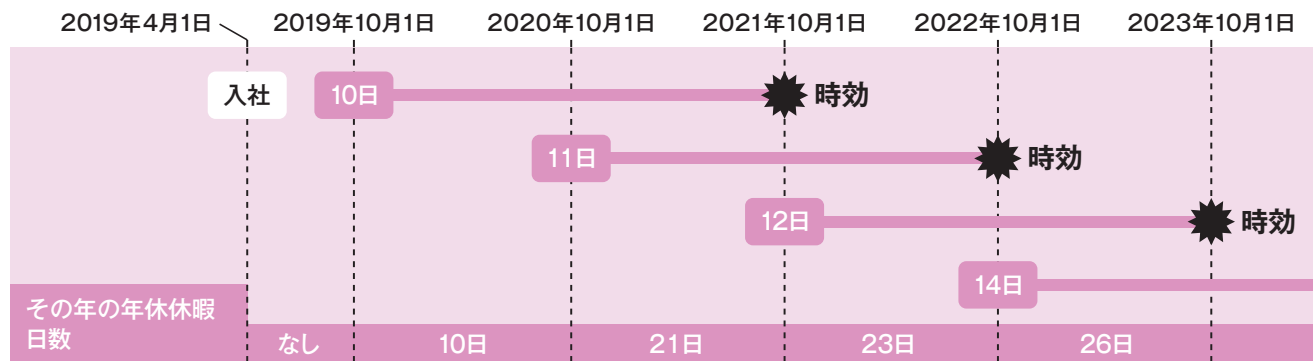 2019年4月1日
2019年10月1日
2020年10月1日
2021年10月1日
2022年10月1日
2023年10月1日
入社
10日
時効
11日
時効
12日
時効
14日
その年の年休休暇
日数
なし
10日
21日
23日
26日